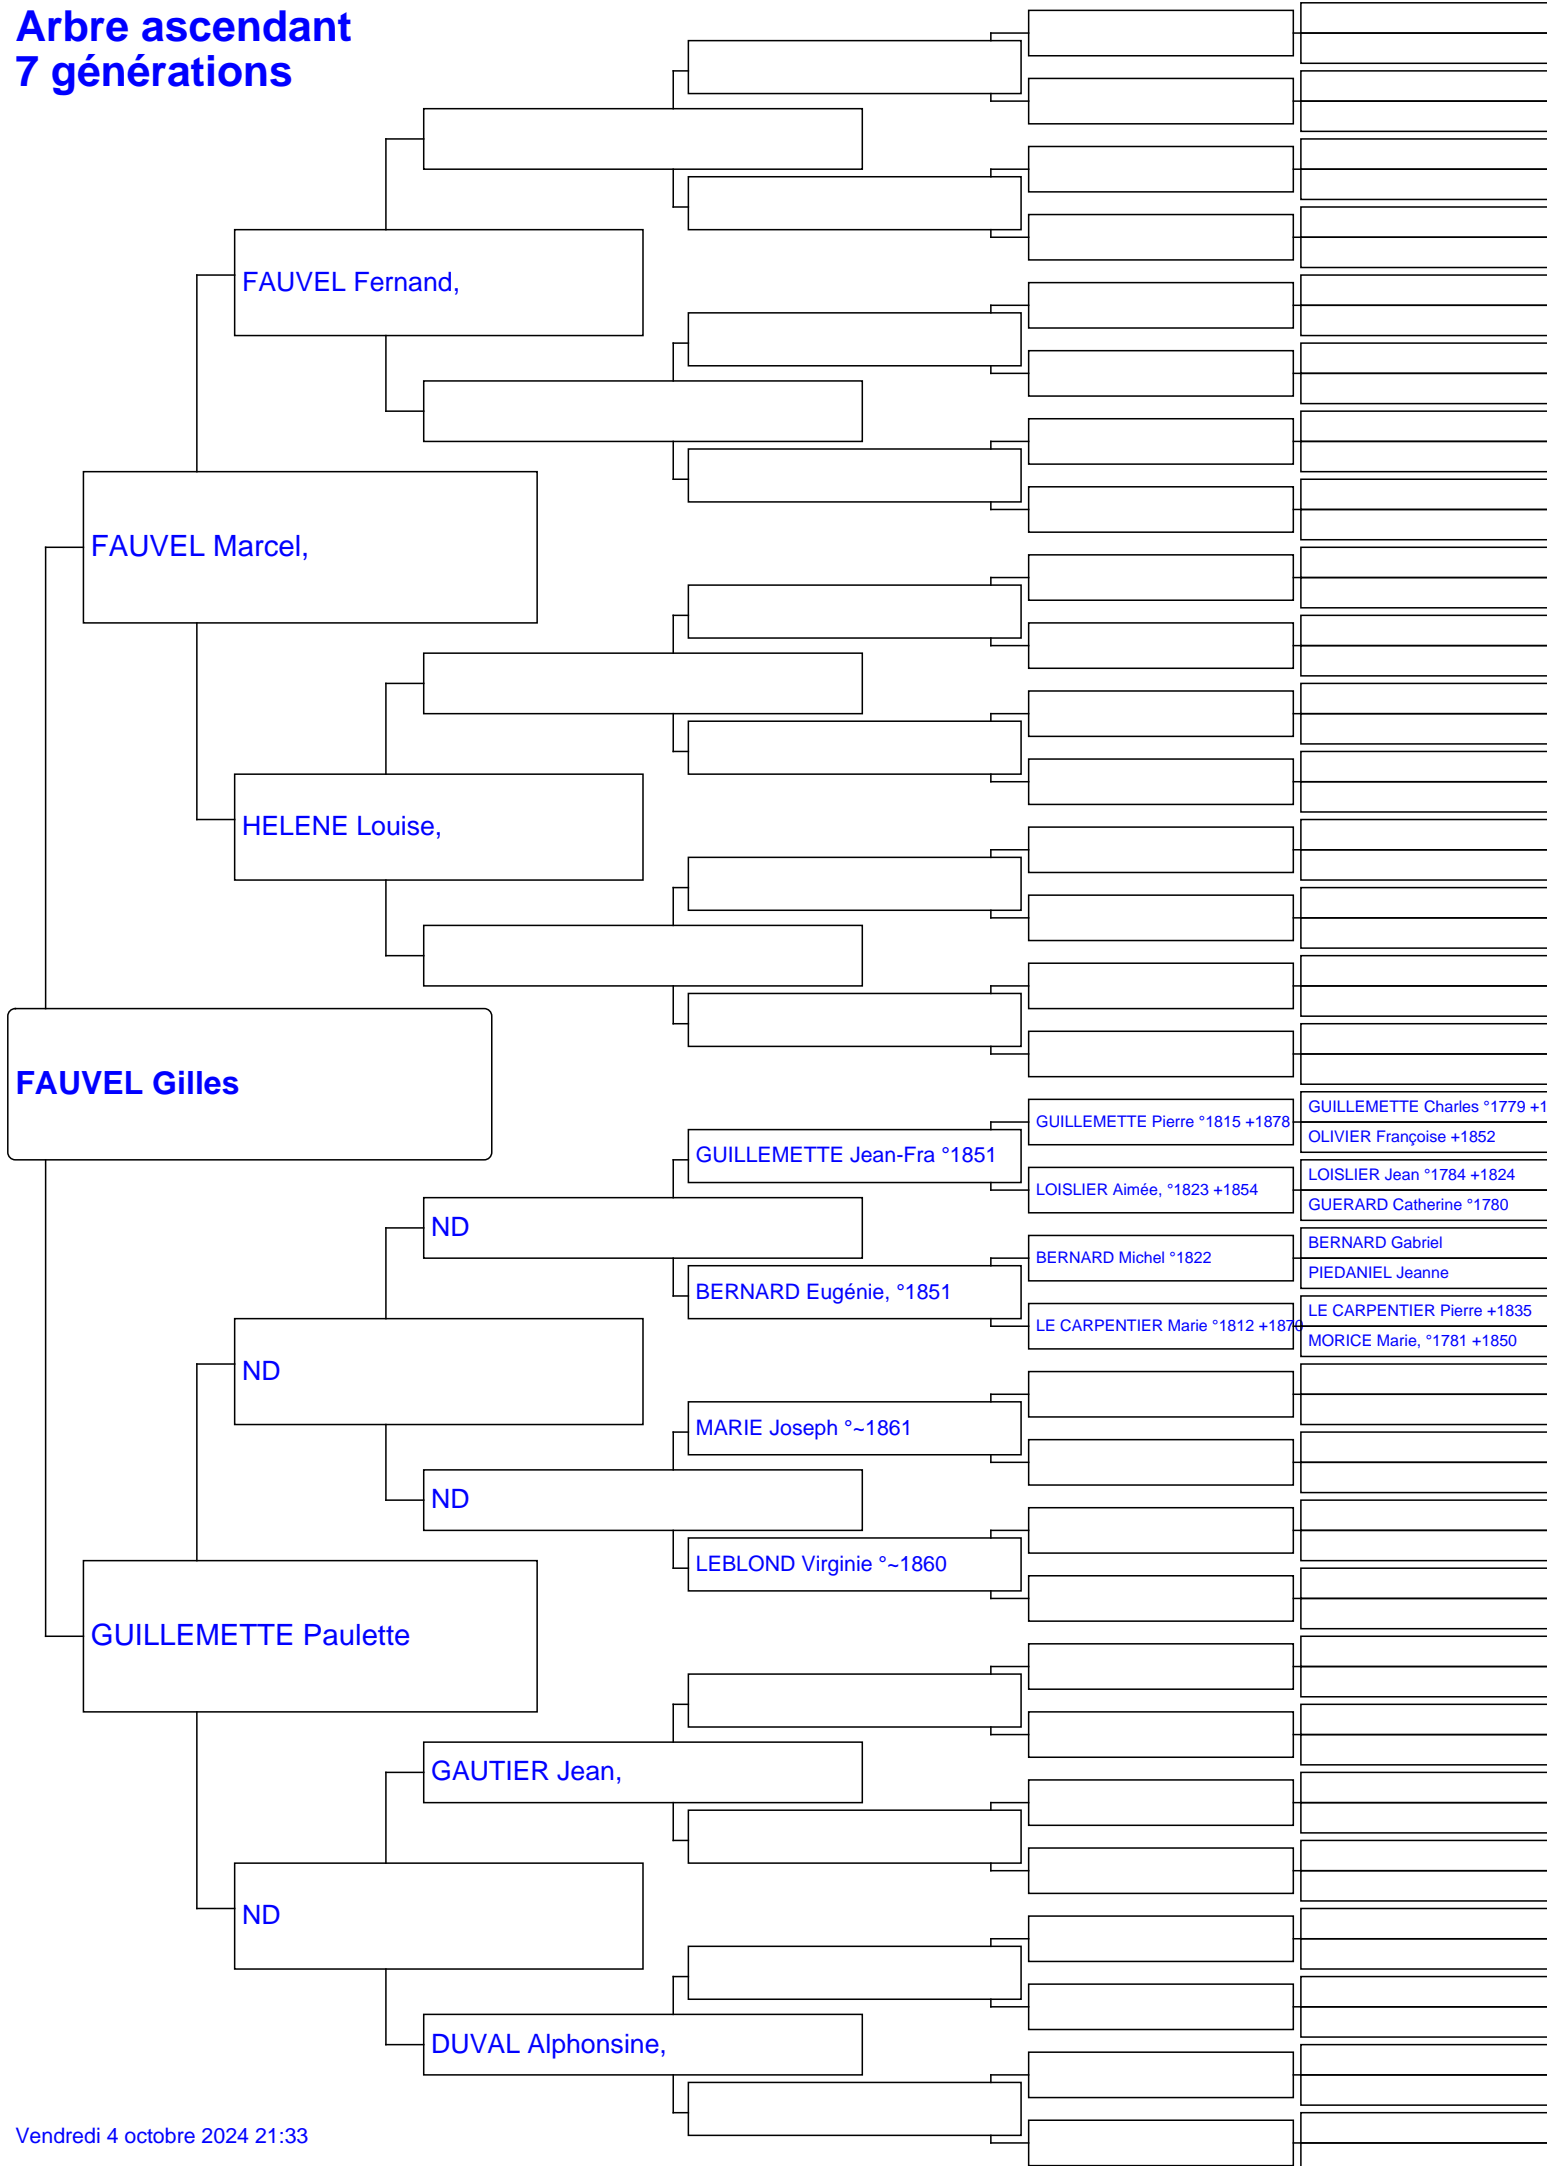 Arbre ascendant
7 générations
FAUVEL Fernand,
FAUVEL Marcel,
HELENE Louise,
FAUVEL Gilles
GUILLEMETTE Charles °1779 +1
GUILLEMETTE Pierre °1815 +1878
OLIVIER Françoise +1852
GUILLEMETTE Jean-Fra °1851
LOISLIER Jean °1784 +1824
LOISLIER Aimée, °1823 +1854
GUERARD Catherine °1780
ND
BERNARD Gabriel
BERNARD Michel °1822
PIEDANIEL Jeanne
BERNARD Eugénie, °1851
LE CARPENTIER Pierre +1835
LE CARPENTIER Marie °1812 +1870
MORICE Marie, °1781 +1850
ND
MARIE Joseph °~1861
ND
LEBLOND Virginie °~1860
GUILLEMETTE Paulette
GAUTIER Jean,
ND
DUVAL Alphonsine,
Vendredi 4 octobre 2024 21:33